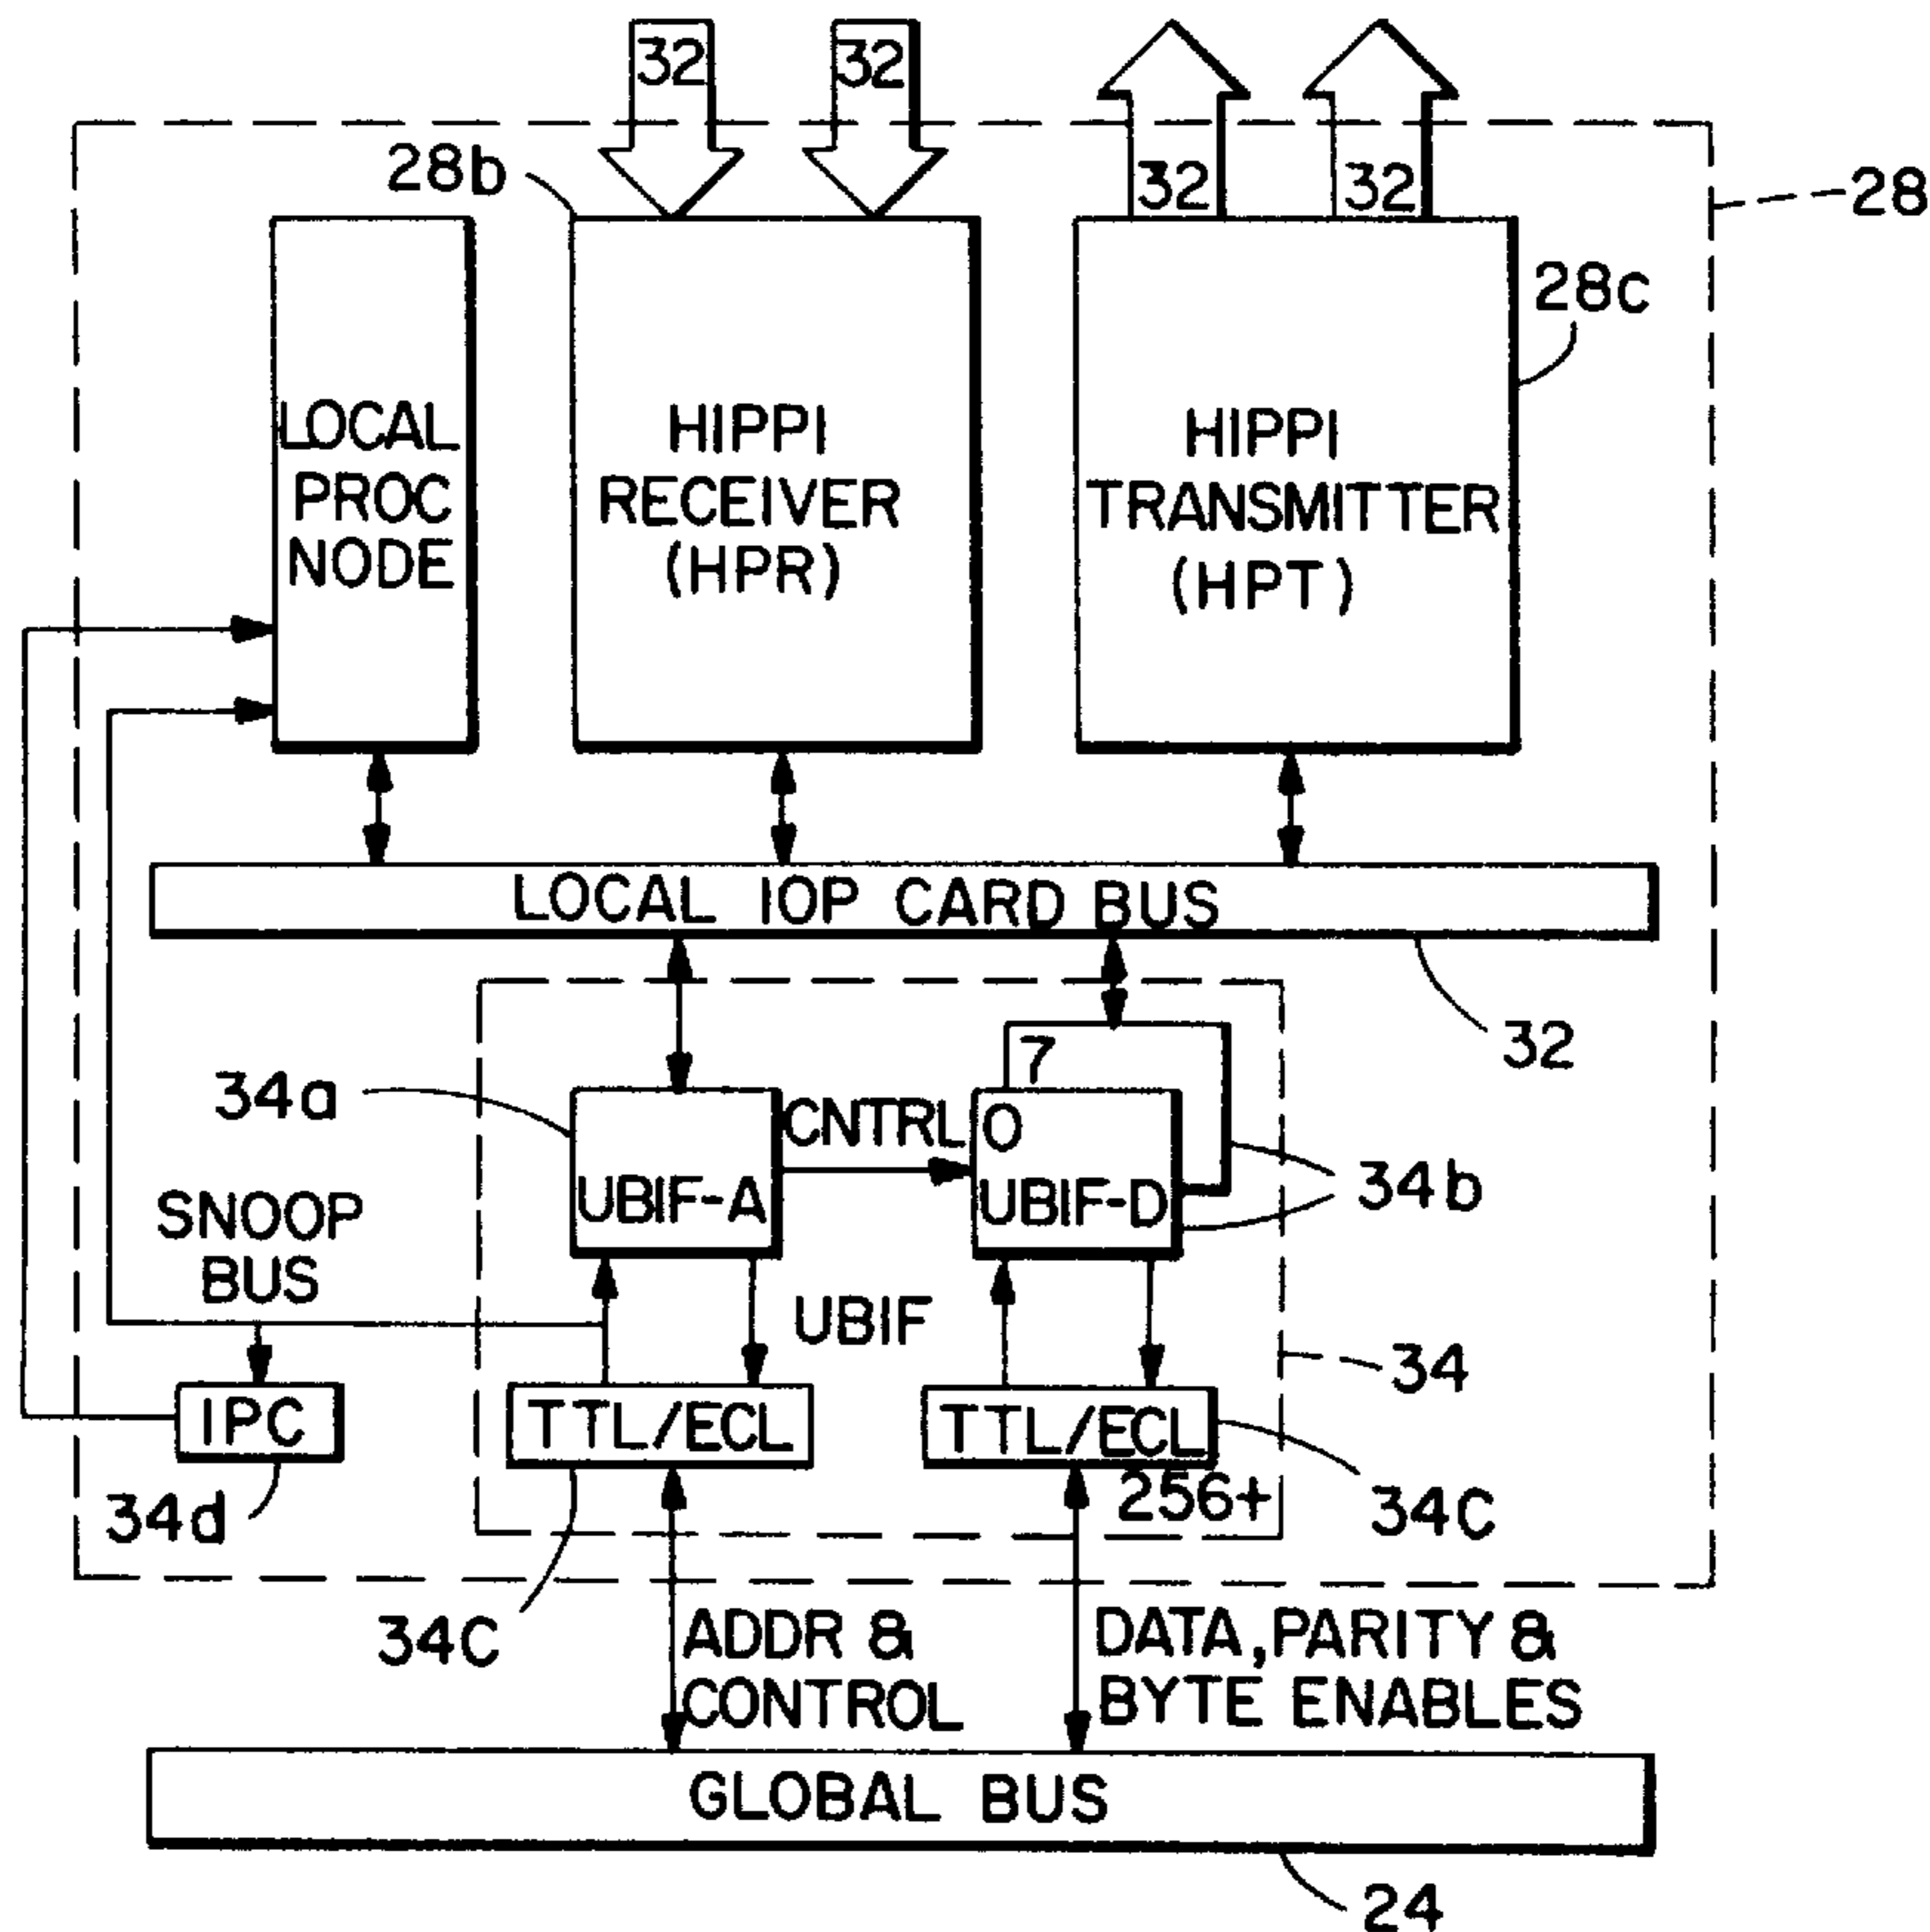 32
32
32
32
28b
28
28c
LOCAL
PROC
NODE
HIPPI
RECEIVER
(HPR)
HIPPI
TRANSMITTER
(HPT)
LOCAL IOP CARD BUS
32
34a
7
CNTRL
0
UBIF-A
UBIF-D
34b
SNOOP
BUS
UBIF
34
IPC
TTL/ECL
TTL/ECL
256+
34d
34C
34C
ADDR &
CONTROL
DATA, PARITY &
BYTE ENABLES
GLOBAL BUS
24